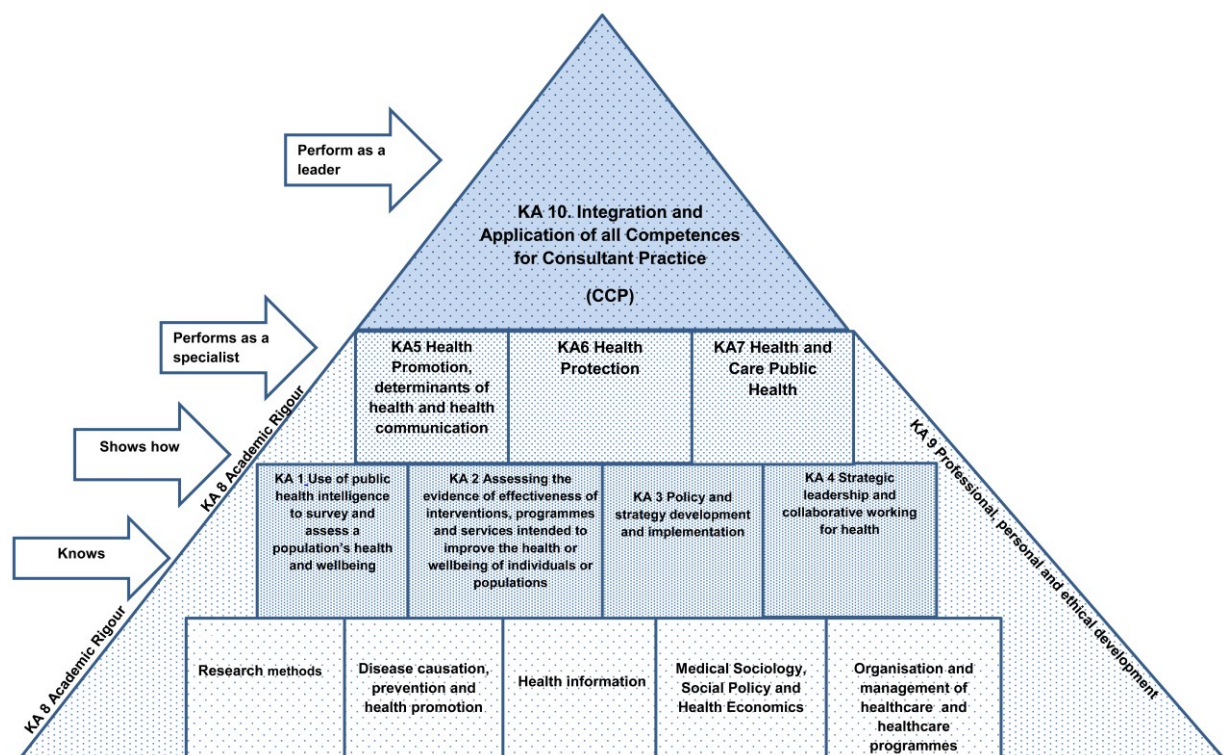 Perform as a
leader
KA 10. Integration and
Application of all Competences
for Consultant Practice
(CCP)
Performs as a
specialist
KA5 Health
Promotion,
determinants of
health and health
communication
KA6 Health
Protection
KA7 Health and
Care Public
Health
Shows how
KA 8 Academic Rigour
KA 9 Professional, personal and ethical development
KA 1 Use of public
health intelligence
to survey and
assess a
population's health
and wellbeing
KA 2 Assessing the
evidence of effectiveness of
interventions, programmes
and services intended to
improve the health or
wellbeing of individuals or
populations
KA 3 Policy and
strategy development
and implementation
KA 4 Strategic
leadership and
collaborative working
for health
Knows
KA 8 Academic Rigour
Research methods
Disease causation,
prevention and
health promotion
Health information
Medical Sociology,
Social Policy and
Health Economics
Organisation and
management of
healthcare and
healthcare
programmes